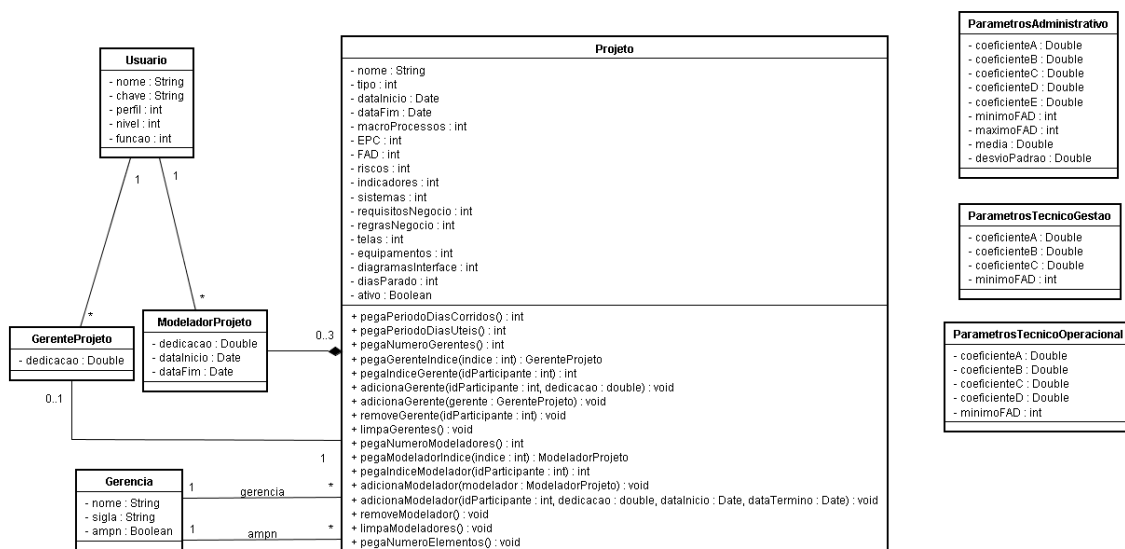 Usuario
- nome : String
- chave : String
- perfil : int
- nivel : int
- funcao : int
1
1
*
*
GerenteProjeto
- dedicacao : Double
0..1
ModeladorProjeto
- dedicacao : Double
- dataInicio : Date
- dataFim : Date
0..3
1
Gerencia
- nome : String
- sigla : String
- ampn : Boolean
1
gerencia
*
1
ampn
*
Projeto
- nome : String
- tipo : int
- dataInicio : Date
- dataFim : Date
- macroProcessos : int
- EPC : int
- FAD : int
- riscos : int
- indicadores : int
- sistemas : int
- requisitosNegocio : int
- regrasNegocio : int
- telas : int
- equipamentos : int
- diagramasInterface : int
- diasParado : int
- ativo : Boolean
+ pegaPeriodoDiasCorridos() : int
+ pegaPeriodoDiasUteis() : int
+ pegaNumeroGerentes() : int
+ pegaGerenteIndice(indice : int) : GerenteProjeto
+ pegaIndiceGerente(idParticipante : int) : int
+ adicionaGerente(idParticipante : int, dedicacao : double) : void
+ adicionaGerente(gerente : GerenteProjeto) : void
+ removeGerente(idParticipante : int) : void
+ limpaGerentes() : void
+ pegaNumeroModeladores() : int
+ pegaModeladorIndice(indice : int) : ModeladorProjeto
+ pegaIndiceModelador(idParticipante : int) : int
+ adicionaModelador(modelador : ModeladorProjeto) : void
+ adicionaModelador(idParticipante : int, dedicacao : double, dataInicio : Date, dataTermino : Date) : void
+ removeModelador() : void
+ limpaModeladores() : void
+ pegaNumeroElementos() : void
ParametrosAdministrativo
- coeficienteA : Double
- coeficienteB : Double
- coeficienteC : Double
- coeficienteD : Double
- coeficienteE : Double
- minimoFAD : int
- maximoFAD : int
- media : Double
- desvioPadrao : Double
ParametrosTecnicoGestao
- coeficienteA : Double
- coeficienteB : Double
- coeficienteC : Double
- minimoFAD : int
ParametrosTecnicoOperacional
- coeficienteA : Double
- coeficienteB : Double
- coeficienteC : Double
- coeficienteD : Double
- minimoFAD : int